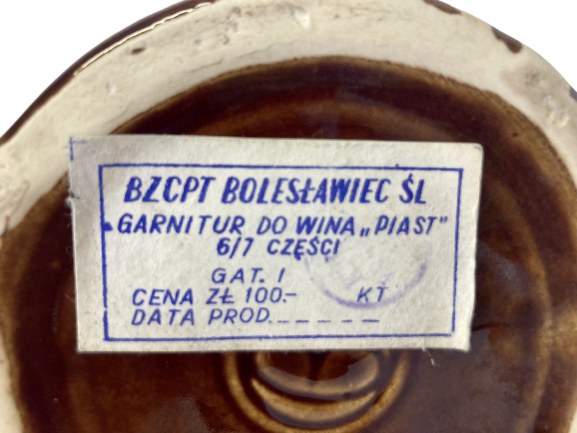 BZCPT BOLESŁAWIEC ŚL
GARNITUR DO WINA „PIAST"
6/7 CZĘŚCI
GAT. I
CENA ZŁ 100.- KT
DATA PROD. _ _ _ _ _